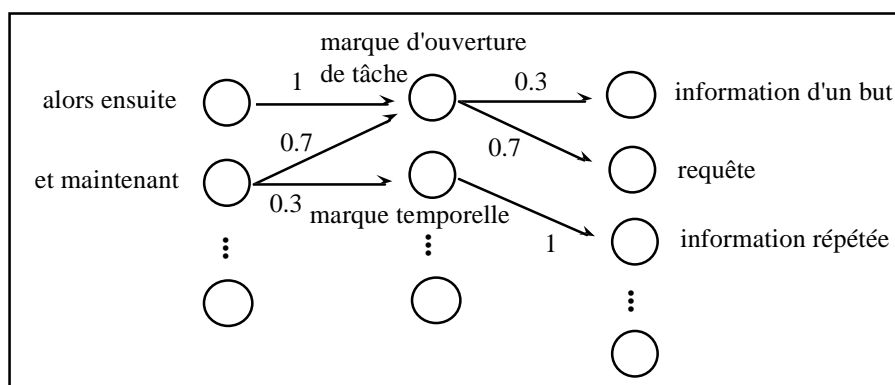 marque d'ouverture
de tâche
1
0.3
alors ensuite
information d'un but
0.7
0.7
et maintenant
requête
0.3
marque temporelle
1
information répétée